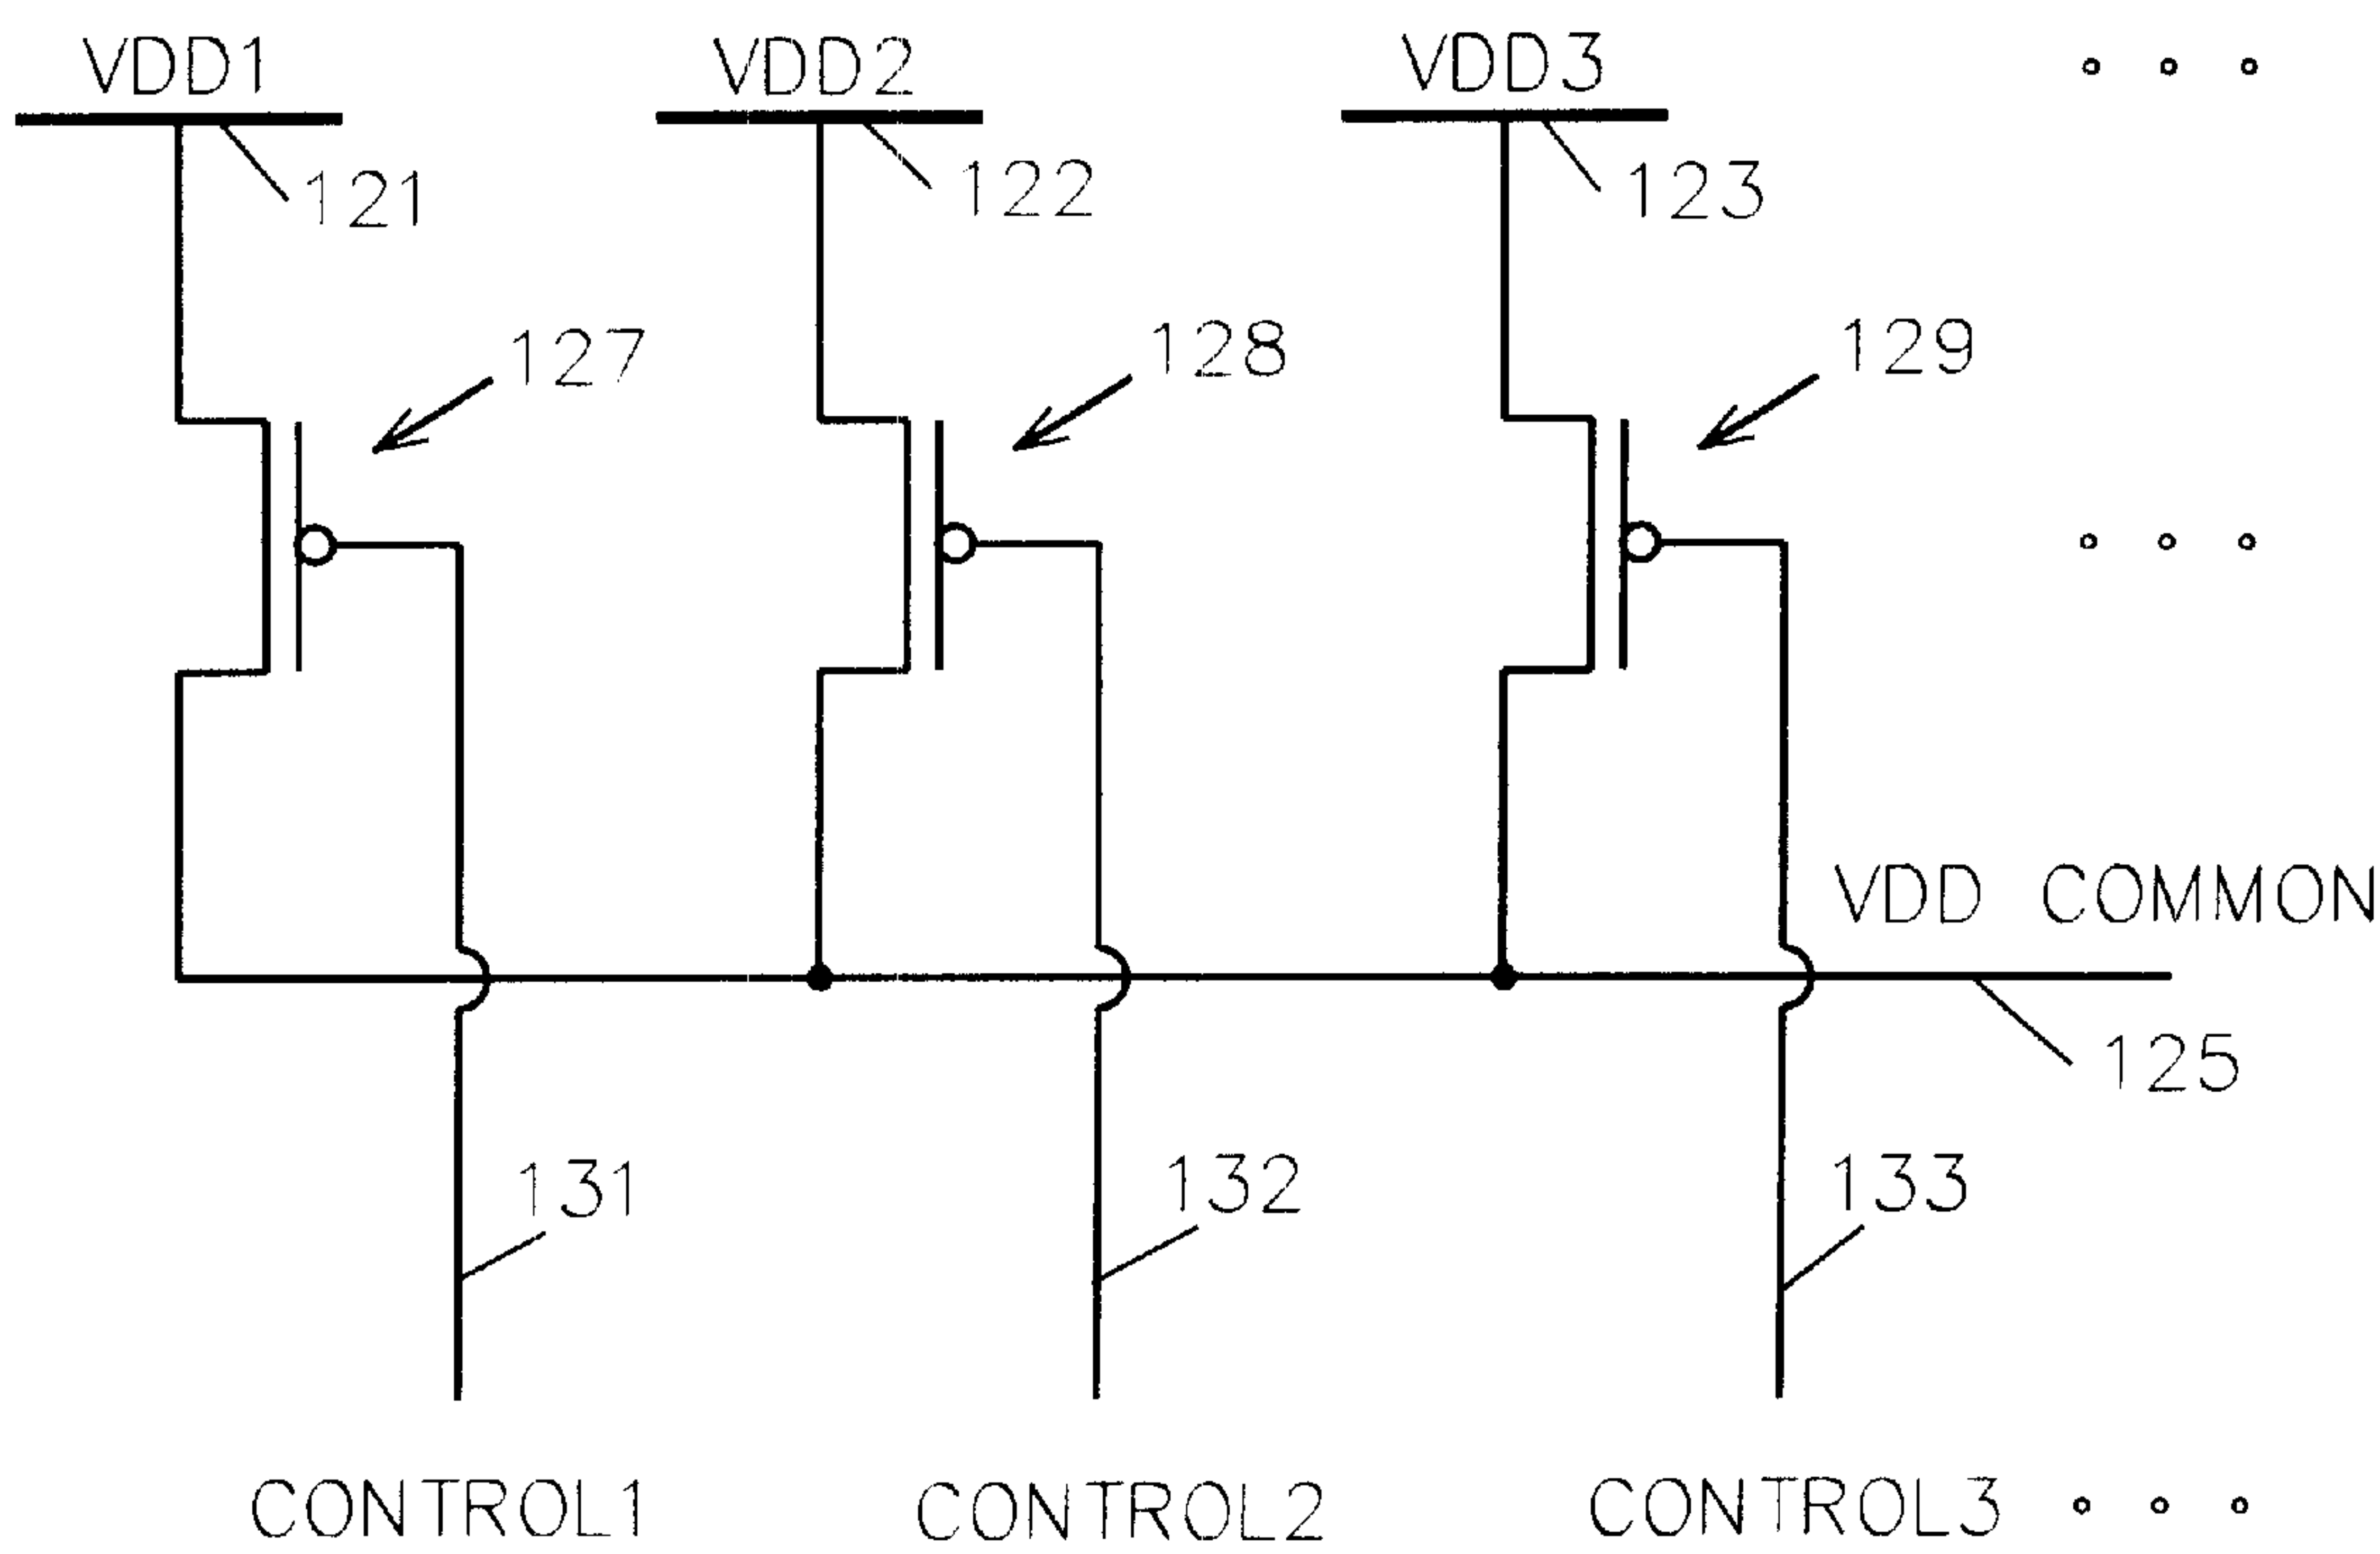 VDD1 VDD2 VDD3
121 122 123
127 128 129
VDD COMMON
125
131 132 133
CONTROL1 CONTROL2 CONTROL3